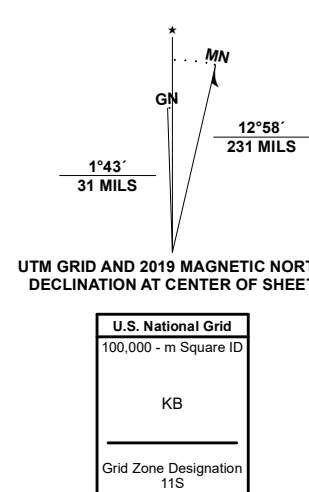 ★
MN
GN
12°58´
231 MILS
1°43´
31 MILS
UTM GRID AND 2019 MAGNETIC NORT
DECLINATION AT CENTER OF SHEET
U.S. National Grid
100,000 - m Square ID
KB
Grid Zone Designation
11S